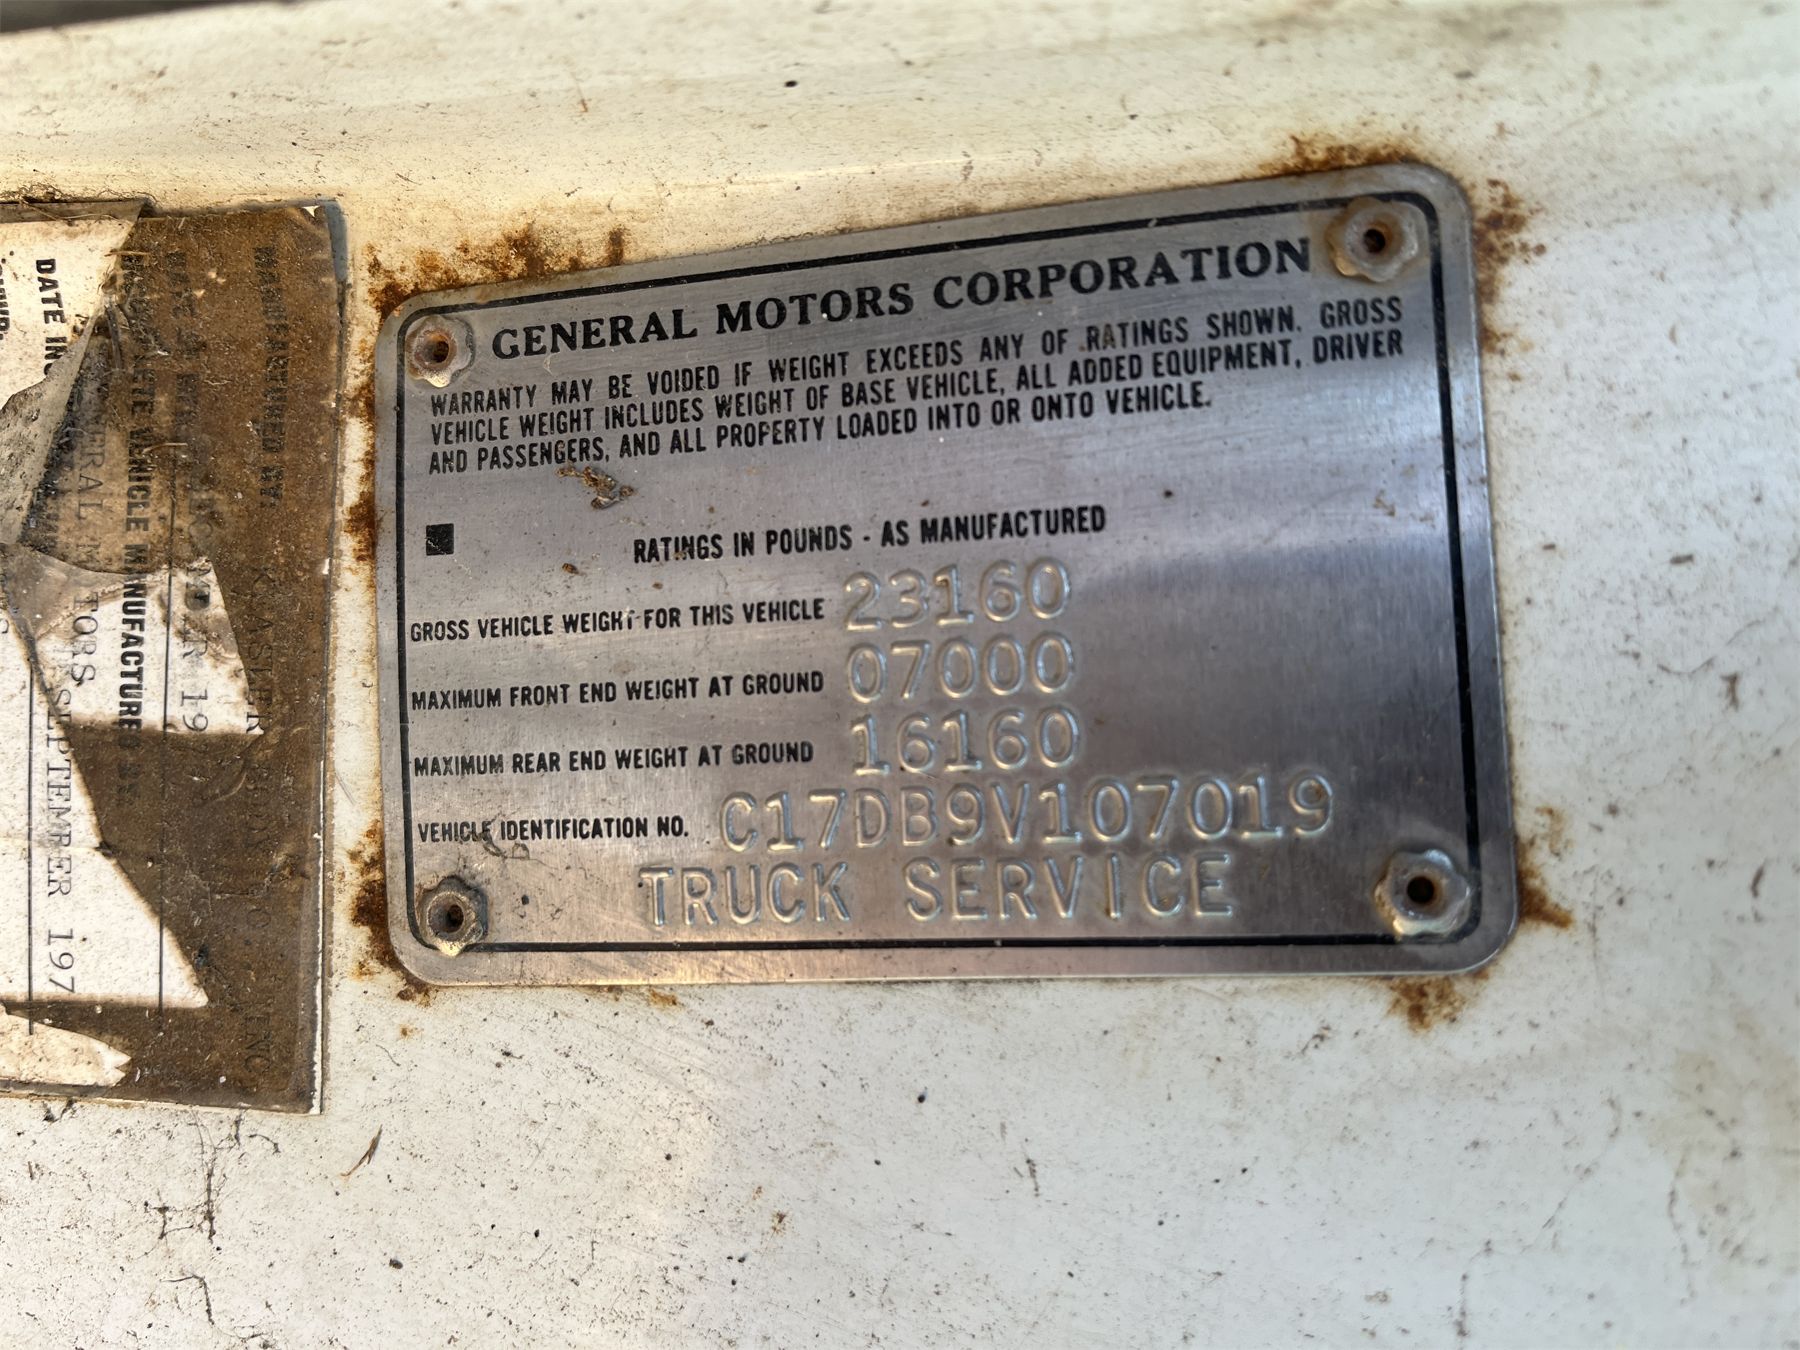 GENERAL MOTORS CORPORATION
WARRANTY MAY BE VOIDED IF WEIGHT EXCEEDS ANY OF RATINGS SHOWN. GROSS
VEHICLE WEIGHT INCLUDES WEIGHT OF BASE VEHICLE, ALL ADDED EQUIPMENT, DRIVER
AND PASSENGERS, AND ALL PROPERTY LOADED INTO OR ONTO VEHICLE.
RATINGS IN POUNDS - AS MANUFACTURED
GROSS VEHICLE WEIGHT FOR THIS VEHICLE 23160
MAXIMUM FRONT END WEIGHT AT GROUND 07000
MAXIMUM REAR END WEIGHT AT GROUND 16160
VEHICLE IDENTIFICATION NO. C17DB9V107019
TRUCK SERVICE
MANUFACTURED BY:
VEHICLE MANUFACTURED BY:
MOTORS
DATE
SEPTEMBER 197